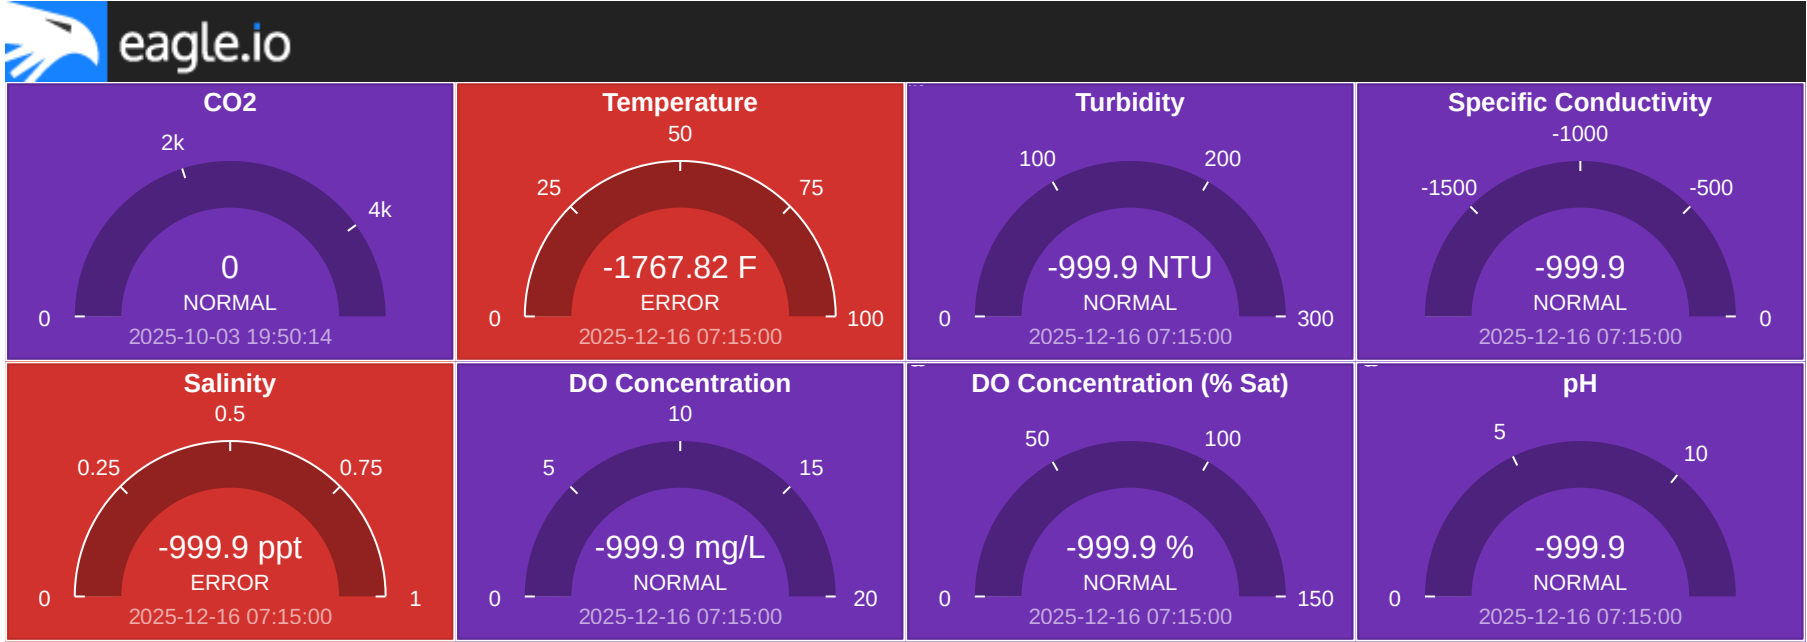 eagle.io
CO2
2k
4k
0
0
NORMAL
2025-10-03 19:50:14
Temperature
50
25
75
-1767.82 F
ERROR
0
100
2025-12-16 07:15:00
Turbidity
100
200
-999.9 NTU
NORMAL
0
300
2025-12-16 07:15:00
Specific Conductivity
-1000
-1500
-500
-999.9
NORMAL
0
2025-12-16 07:15:00
Salinity
0.5
0.25
0.75
-999.9 ppt
ERROR
0
1
2025-12-16 07:15:00
DO Concentration
10
5
15
-999.9 mg/L
NORMAL
0
20
2025-12-16 07:15:00
DO Concentration (% Sat)
50
100
-999.9 %
NORMAL
0
150
2025-12-16 07:15:00
pH
5
10
-999.9
NORMAL
0
2025-12-16 07:15:00